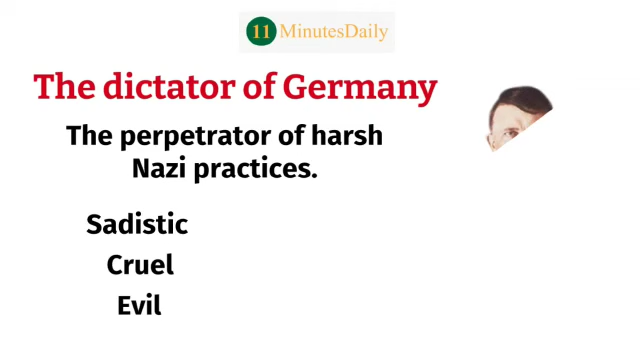 11 MinutesDaily
The dictator of Germany
The perpetrator of harsh
Nazi practices.
Sadistic
Cruel
Evil